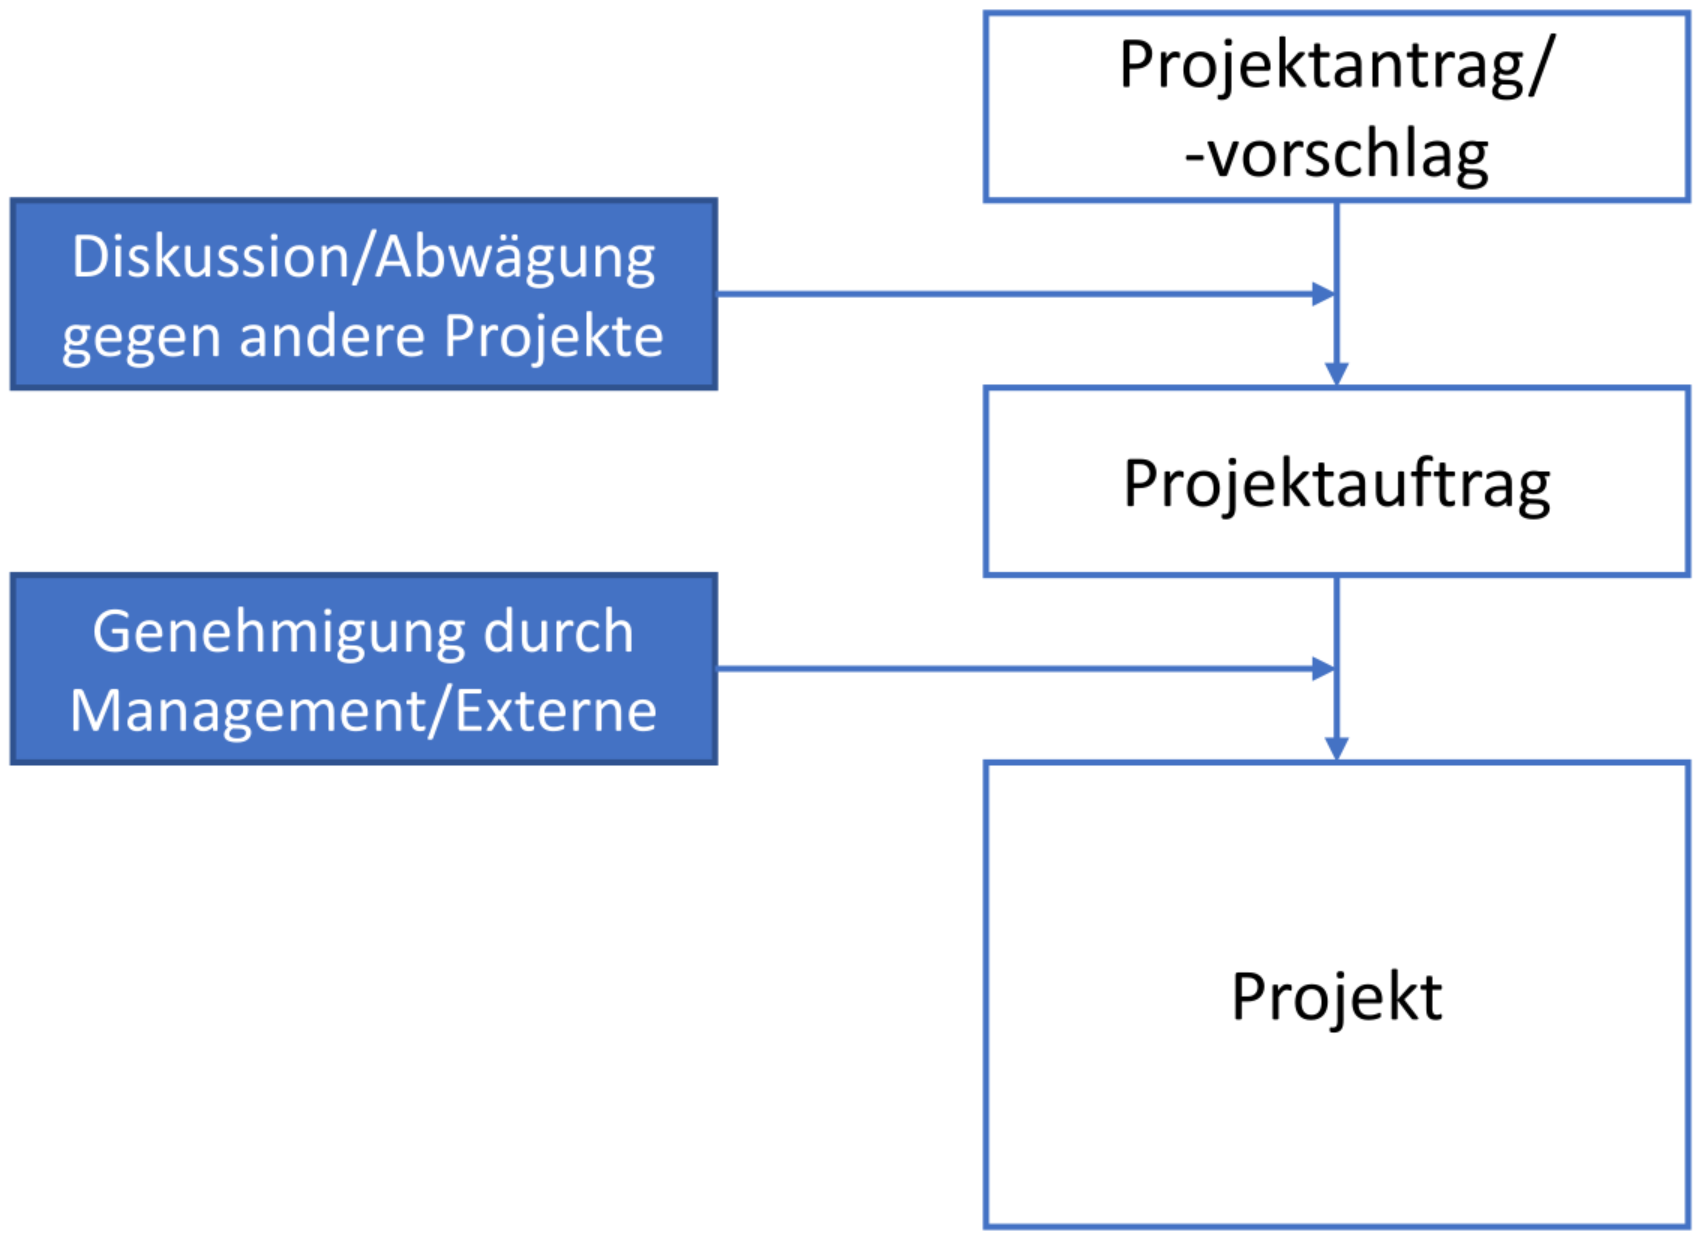 Projektantrag/
-vorschlag
Diskussion/Abwägung
gegen andere Projekte
Projektauftrag
Genehmigung durch
Management/Externe
Projekt